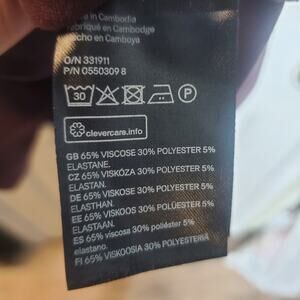 in Cambodia
Fabriqué en Cambodge
Hecho en Camboya
O/N 331911
P/N 0550309 8
30
P
clevercare.info
GB 65% VISCOSE 30% POLYESTER 5%
ELASTANE.
CZ 65% VISKÓZA 30% POLYESTER 5%
ELASTAN.
DE 65% VISKOSE 30% POLYESTER 5%
ELASTHAN.
EE 65% VISKOOS 30% POLÜESTER 5%
ELASTAAN.
ES 65% viscosa 30% poliéster 5%
elastano.
FI 65% VISKOOSIA 30% POLYESTERIÄ